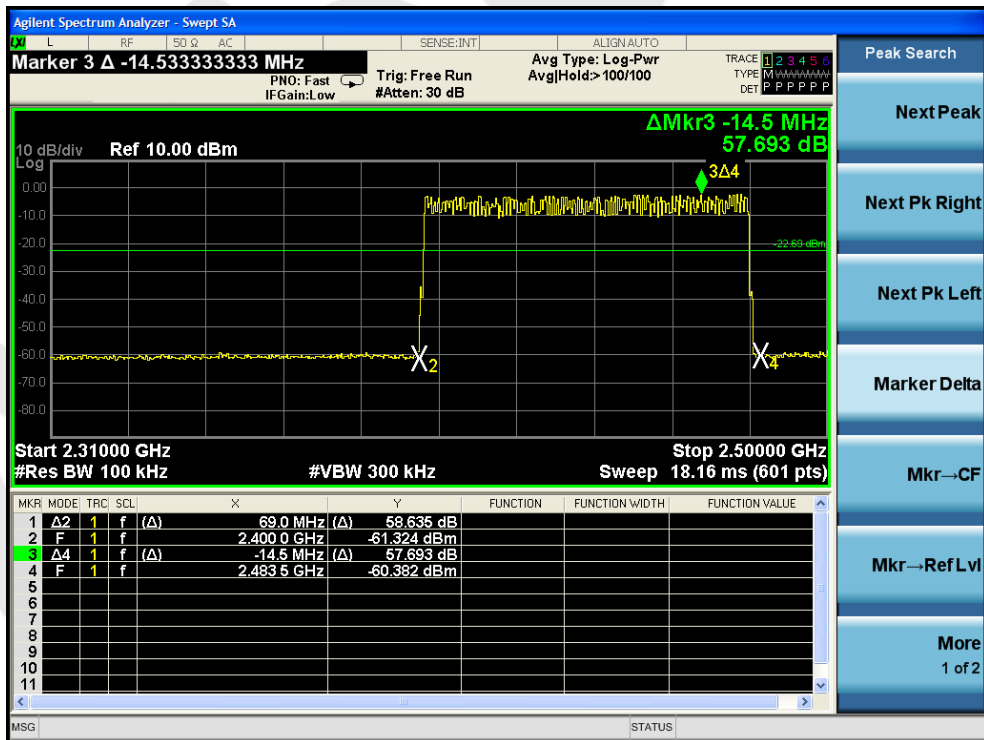 Agilent Spectrum Analyzer - Swept SA
LXI L RF 50 Ω AC SENSE:INT ALIGN AUTO
Marker 3 Δ -14.533333333 MHz
PNO: Fast
IFGain:Low
Trig: Free Run
#Atten: 30 dB
Avg Type: Log-Pwr
Avg|Hold:>100/100
TRACE 1 2 3 4 5 6
TYPE M
DET P P P P P P
ΔMkr3 -14.5 MHz
57.693 dB
10 dB/div Ref 10.00 dBm
Log
3Δ4
0.00
-10.0
-20.0
-22.69 dBm
-30.0
-40.0
-50.0
-60.0
2
4
-70.0
-80.0
Start 2.31000 GHz Stop 2.50000 GHz
#Res BW 100 kHz #VBW 300 kHz Sweep 18.16 ms (601 pts)
MKR MODE TRC SCL X Y FUNCTION FUNCTION WIDTH FUNCTION VALUE
1 Δ2 1 f (Δ) 69.0 MHz (Δ) 58.635 dB
2 F 1 f 2.400 0 GHz -61.324 dBm
3 Δ4 1 f (Δ) -14.5 MHz (Δ) 57.693 dB
4 F 1 f 2.483 5 GHz -60.382 dBm
5
6
7
8
9
10
11
MSG STATUS
Peak Search
Next Peak
Next Pk Right
Next Pk Left
Marker Delta
Mkr→CF
Mkr→Ref Lvl
More
1 of 2